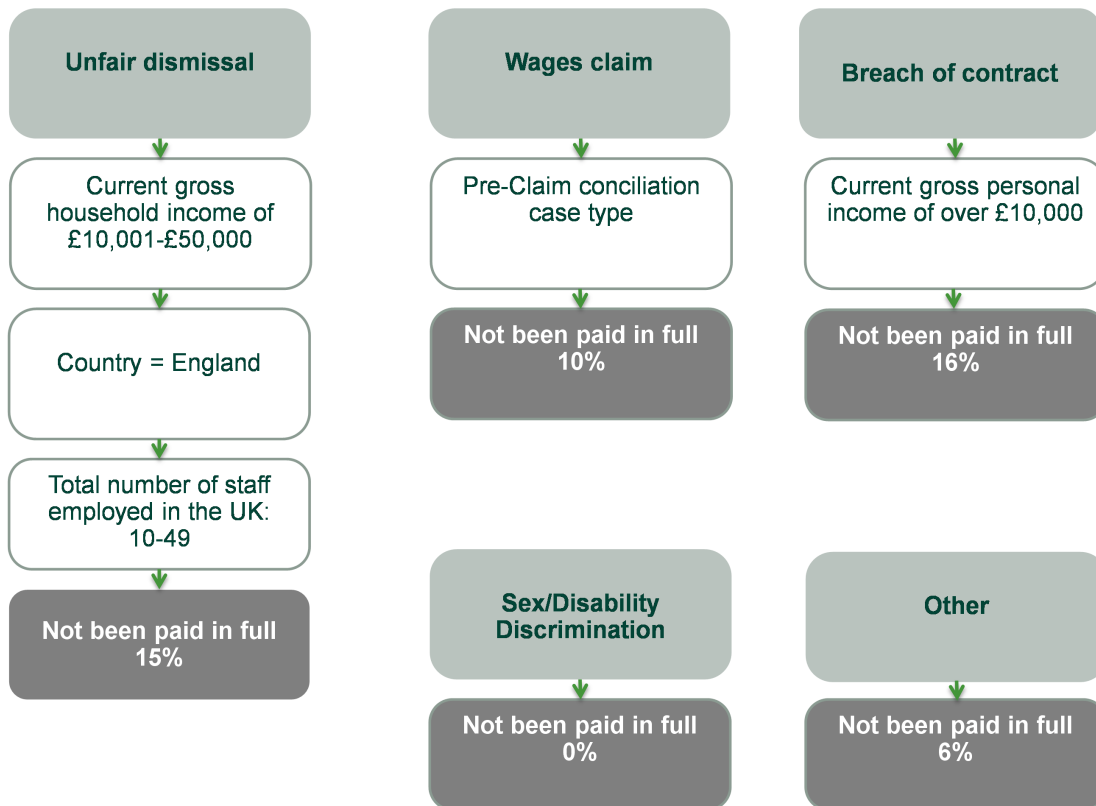 Unfair dismissal
Current gross
household income of
£10,001-£50,000
Country = England
Total number of staff
employed in the UK:
10-49
Not been paid in full
15%
Wages claim
Pre-Claim conciliation
case type
Not been paid in full
10%
Breach of contract
Current gross personal
income of over £10,000
Not been paid in full
16%
Sex/Disability
Discrimination
Not been paid in full
0%
Other
Not been paid in full
6%